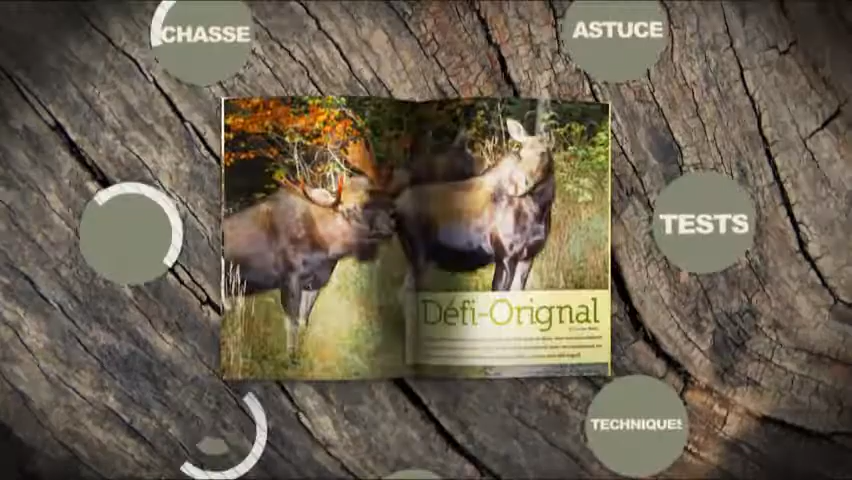 CHASSE
ASTUCE
TESTS
Défi-Orignal
TECHNIQUES